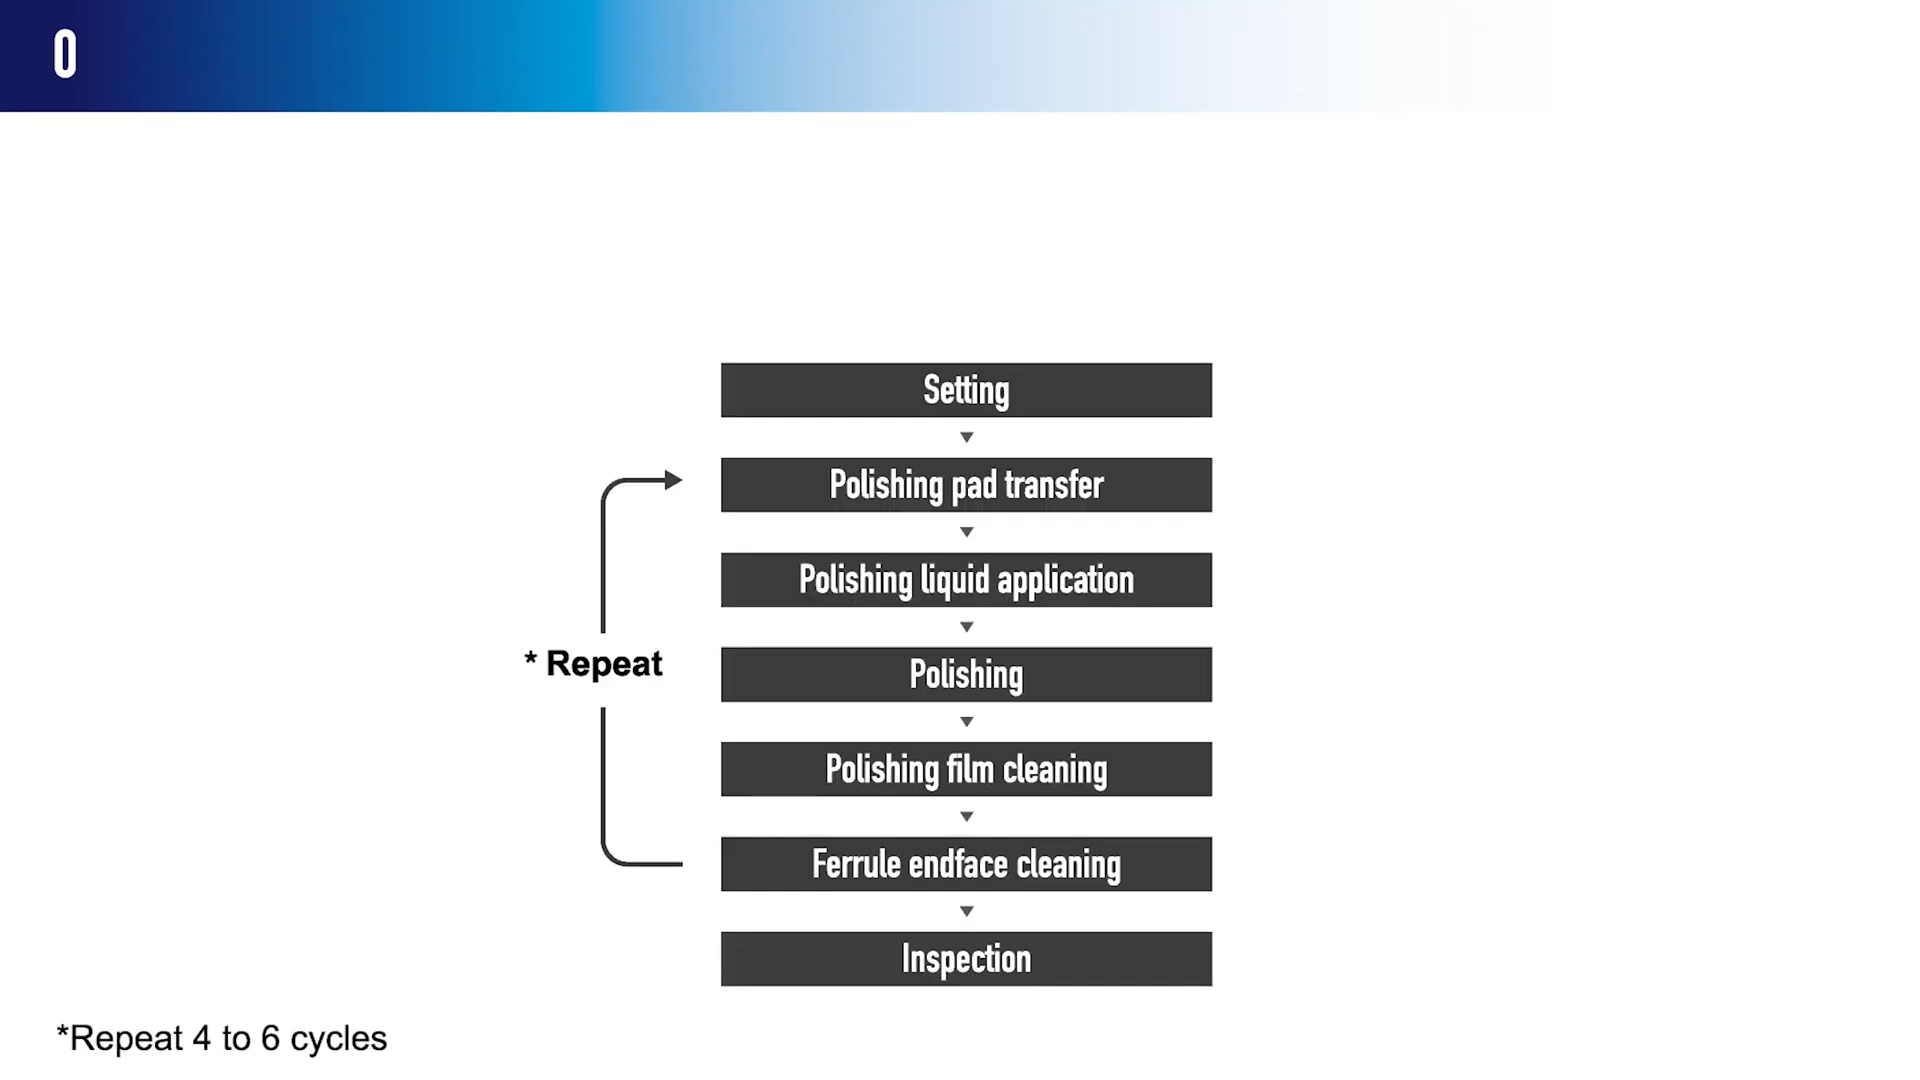 0
Setting
Polishing pad transfer
Polishing liquid application
* Repeat
Polishing
Polishing film cleaning
Ferrule endface cleaning
Inspection
*Repeat 4 to 6 cycles